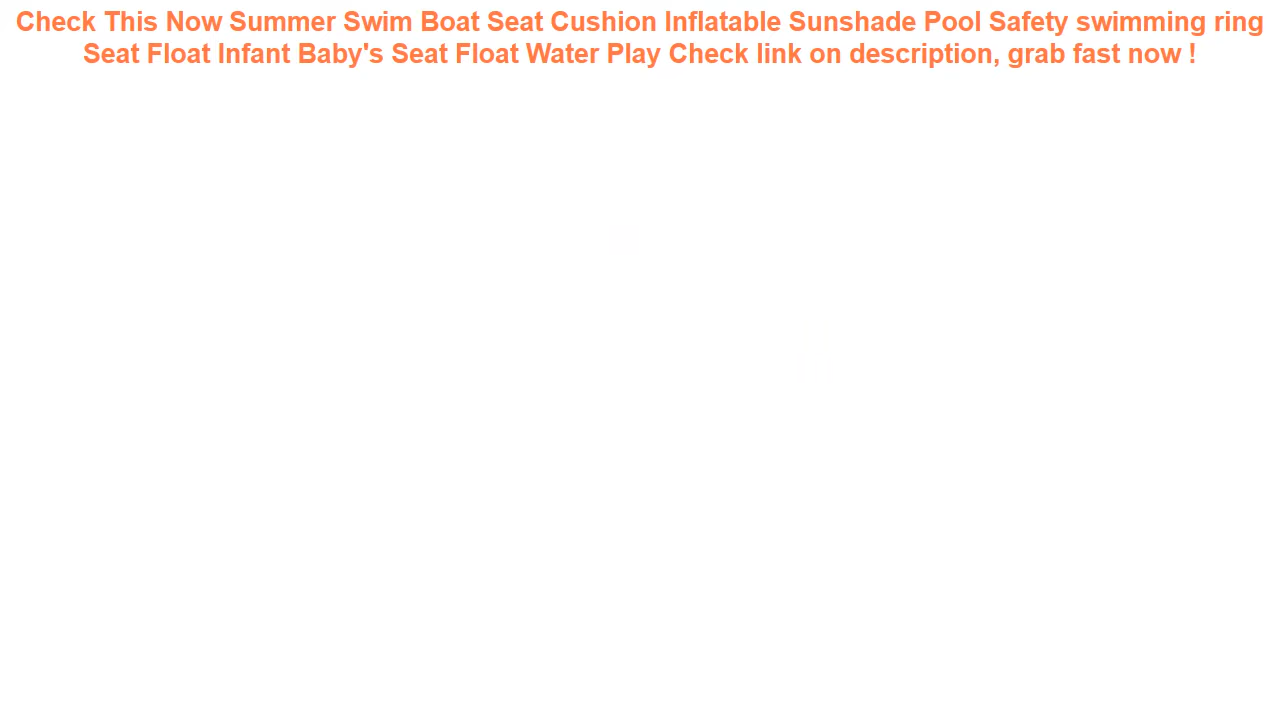 Check This Now Summer Swim Boat Seat Cushion Inflatable Sunshade Pool Safety swimming ring
Seat Float Infant Baby's Seat Float Water Play Check link on description, grab fast now !